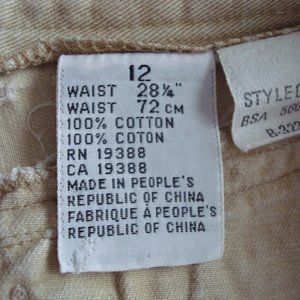 12
WAIST 28¼"
WAIST 72 CM
100% COTTON
100% COTON
RN 19388
CA 19388
MADE IN PEOPLE'S
REPUBLIC OF CHINA
FABRIQUE À PEOPLE'S
REPUBLIC OF CHINA
STYLE
BSA